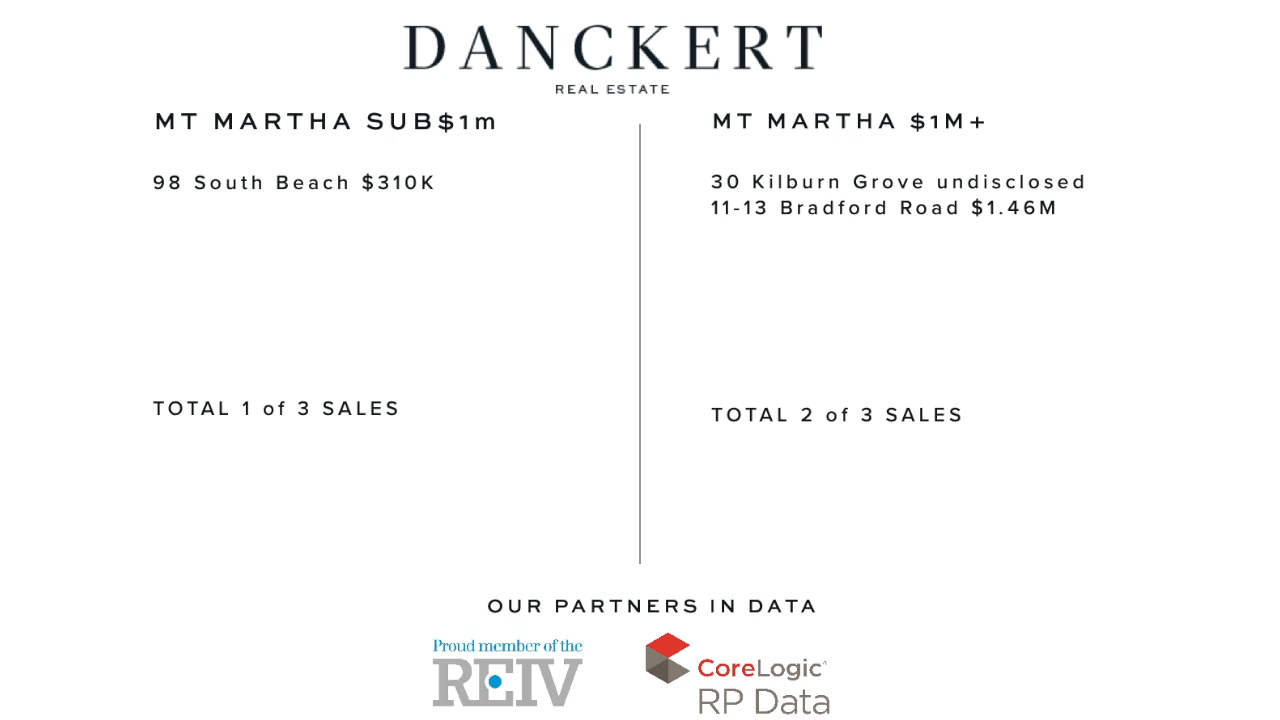 DANCKERT
REAL ESTATE
MT MARTHA SUB$1m
98 South Beach $310K
TOTAL 1 of 3 SALES
MT MARTHA $1M+
30 Kilburn Grove undisclosed
11-13 Bradford Road $1.46M
TOTAL 2 of 3 SALES
OUR PARTNERS IN DATA
Proud member of the
REIV
CoreLogic
RP Data